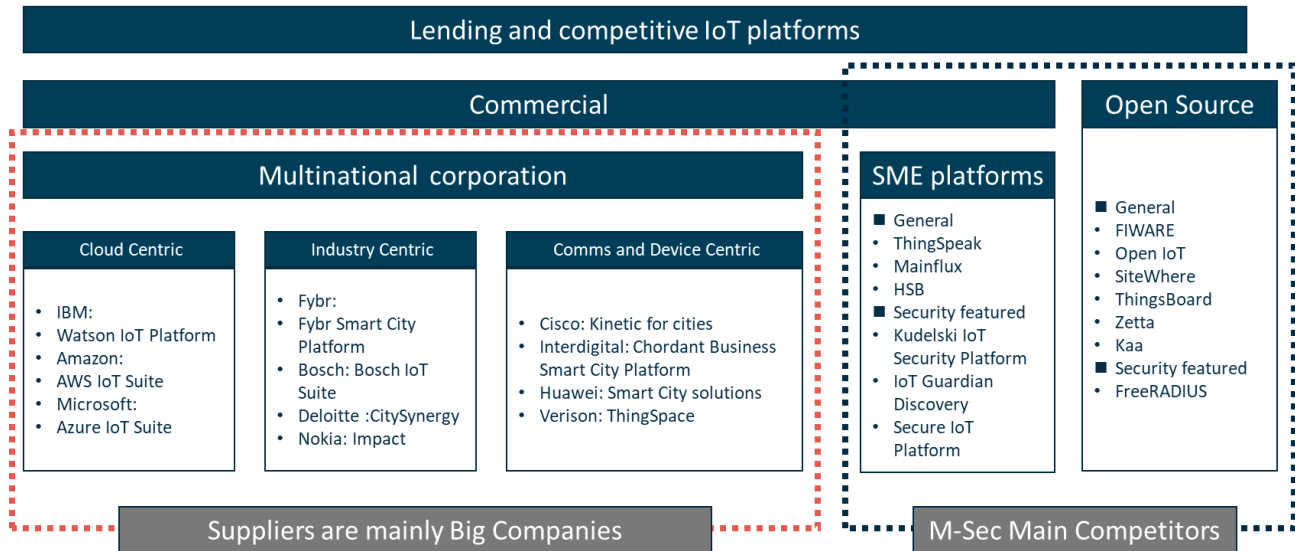 Lending and competitive IoT platforms
Commercial
Open Source
Multinational corporation
SME platforms
Cloud Centric
• IBM:
• Watson IoT Platform
• Amazon:
• AWS IoT Suite
• Microsoft:
• Azure IoT Suite
Industry Centric
• Fybr:
• Fybr Smart City
Platform
• Bosch: Bosch IoT
Suite
• Deloitte :CitySynergy
• Nokia: Impact
Comms and Device Centric
• Cisco: Kinetic for cities
• Interdigital: Chordant Business
Smart City Platform
• Huawei: Smart City solutions
• Verison: ThingSpace
■ General
• ThingSpeak
• Mainflux
• HSB
■ Security featured
• Kudelski IoT
Security Platform
• IoT Guardian
Discovery
• Secure IoT
Platform
■ General
• FIWARE
• Open IoT
• SiteWhere
• ThingsBoard
• Zetta
• Kaa
■ Security featured
• FreeRADIUS
Suppliers are mainly Big Companies
M-Sec Main Competitors